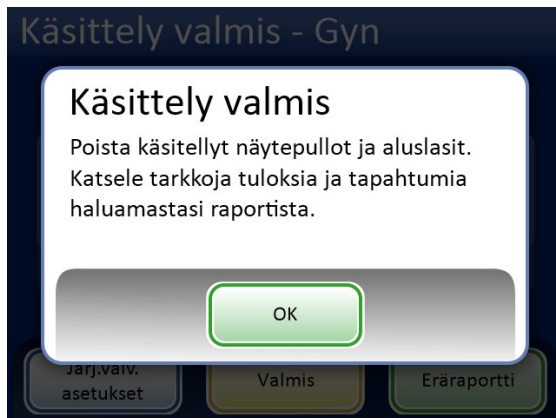 Käsittely valmis - Gyn
Käsittely valmis
Poista käsitellyt näytepullot ja aluslasit.
Katsele tarkkoja tuloksia ja tapahtumia
haluamastasi raportista.
OK
Järj.valv.
asetukset
Valmis
Eräraportti